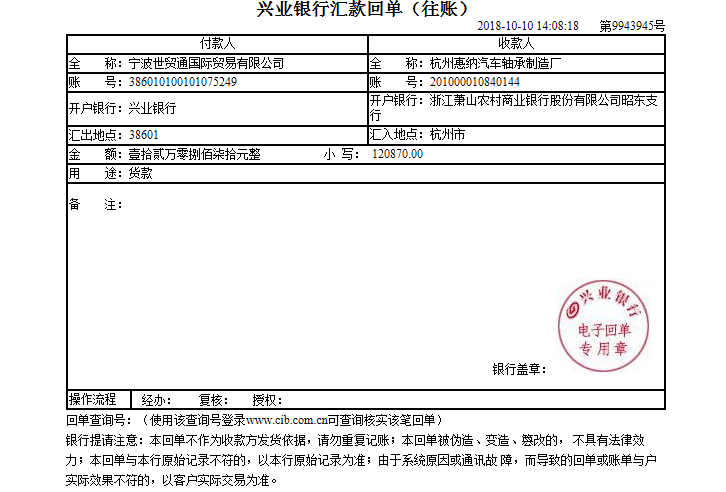 兴业银行汇款回单（往账）
2018-10-10 14:08:18 第9943945号
付款人 收款人
全 称：宁波世贸通国际贸易有限公司 全 称：杭州惠纳汽车轴承制造厂
账 号：386010100101075249 账 号：201000010840144
开户银行：兴业银行 开户银行：浙江萧山农村商业银行股份有限公司昭东支
行
汇出地点：38601 汇入地点：杭州市
金 额：壹拾贰万零捌佰柒拾元整 小 写： 120870.00
用 途：货款
备 注：
兴业银行
电子回单
专用章
银行盖章：
操作流程 经办： 复核： 授权：
回单查询号：（使用该查询号登录www.cib.com.cn可查询核实该笔回单）
银行提请注意：本回单不作为收款方发货依据，请勿重复记账；本回单被伪造、变造、篡改的， 不具有法律效
力；本回单与本行原始记录不符的，以本行原始记录为准；由于系统原因或通讯故 障，而导致的回单或账单与户
实际效果不符的，以客户实际交易为准。